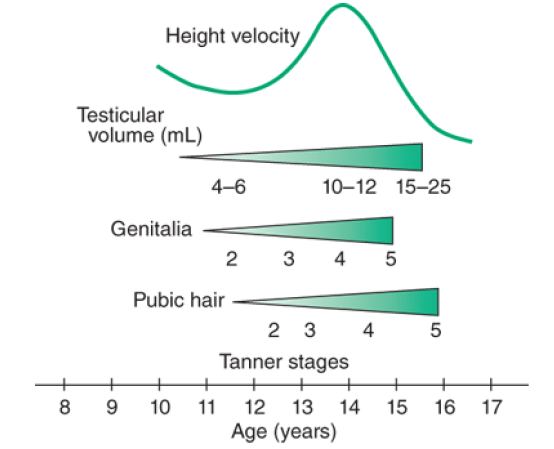 Height velocity
Testicular
volume (mL)
4–6 10–12 15–25
Genitalia
2 3 4 5
Pubic hair
2 3 4 5
Tanner stages
8 9 10 11 12 13 14 15 16 17
Age (years)